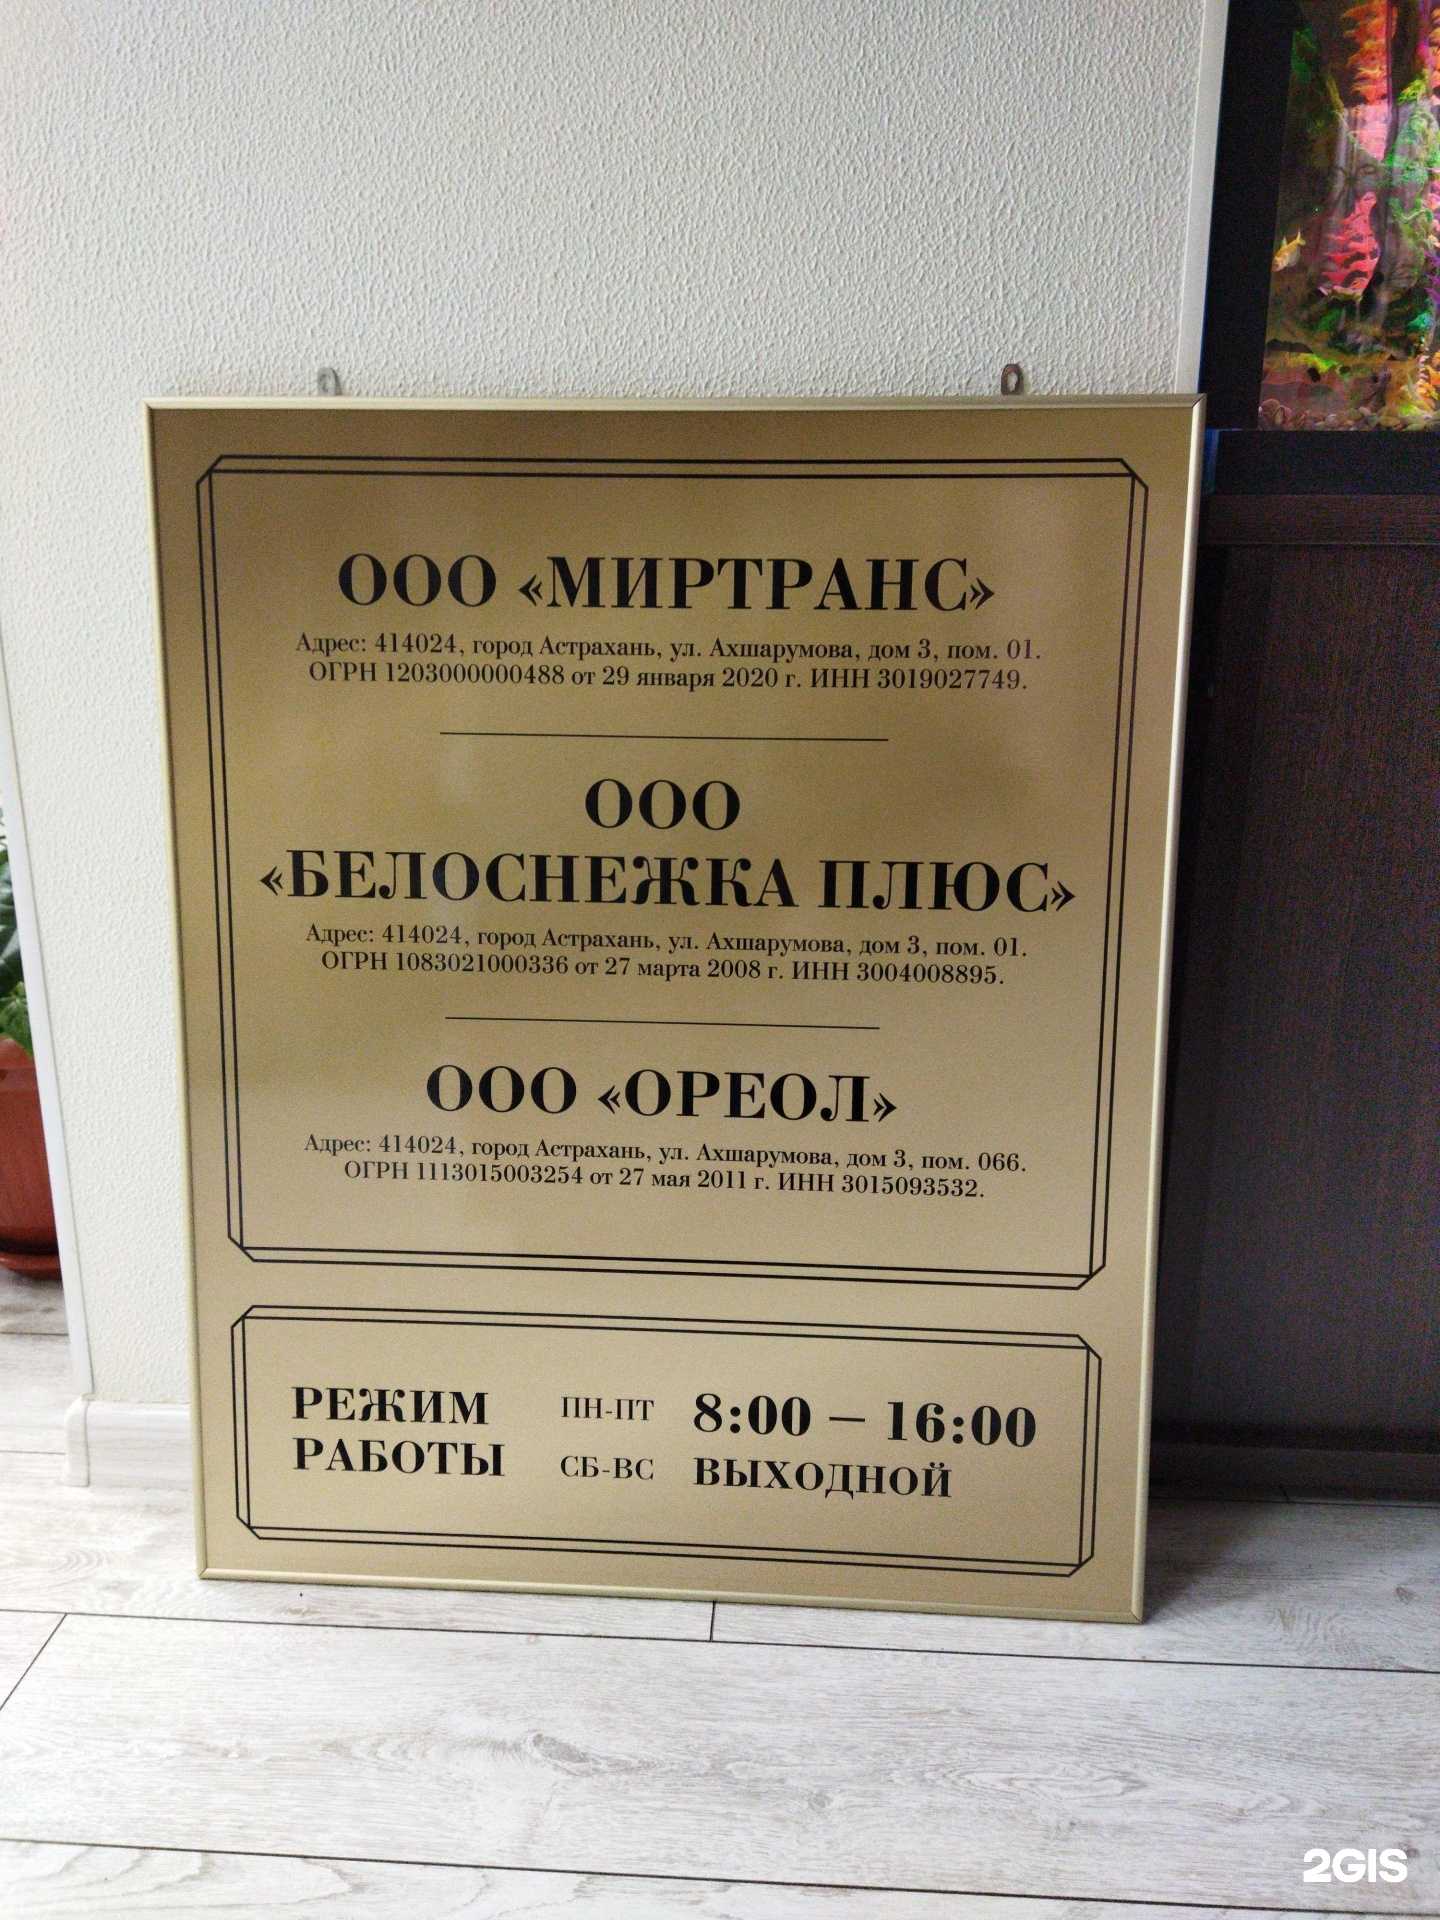 ООО «МИРТРАНС»
Адрес: 414024, город Астрахань, ул. Ахшарумова, дом 3, пом. 01.
ОГРН 1203000000488 от 29 января 2020 г. ИНН 3019027749.
ООО
«БЕЛОСНЕЖКА ПЛЮС»
Адрес: 414024, город Астрахань, ул. Ахшарумова, дом 3, пом. 01.
ОГРН 1083021000336 от 27 марта 2008 г. ИНН 3004008895.
ООО «ОРЕОЛ»
Адрес: 414024, город Астрахань, ул. Ахшарумова, дом 3, пом. 066.
ОГРН 1113015003254 от 27 мая 2011 г. ИНН 3015093532.
РЕЖИМ РАБОТЫ
ПН-ПТ 8:00 – 16:00
СБ-ВС ВЫХОДНОЙ
2GIS